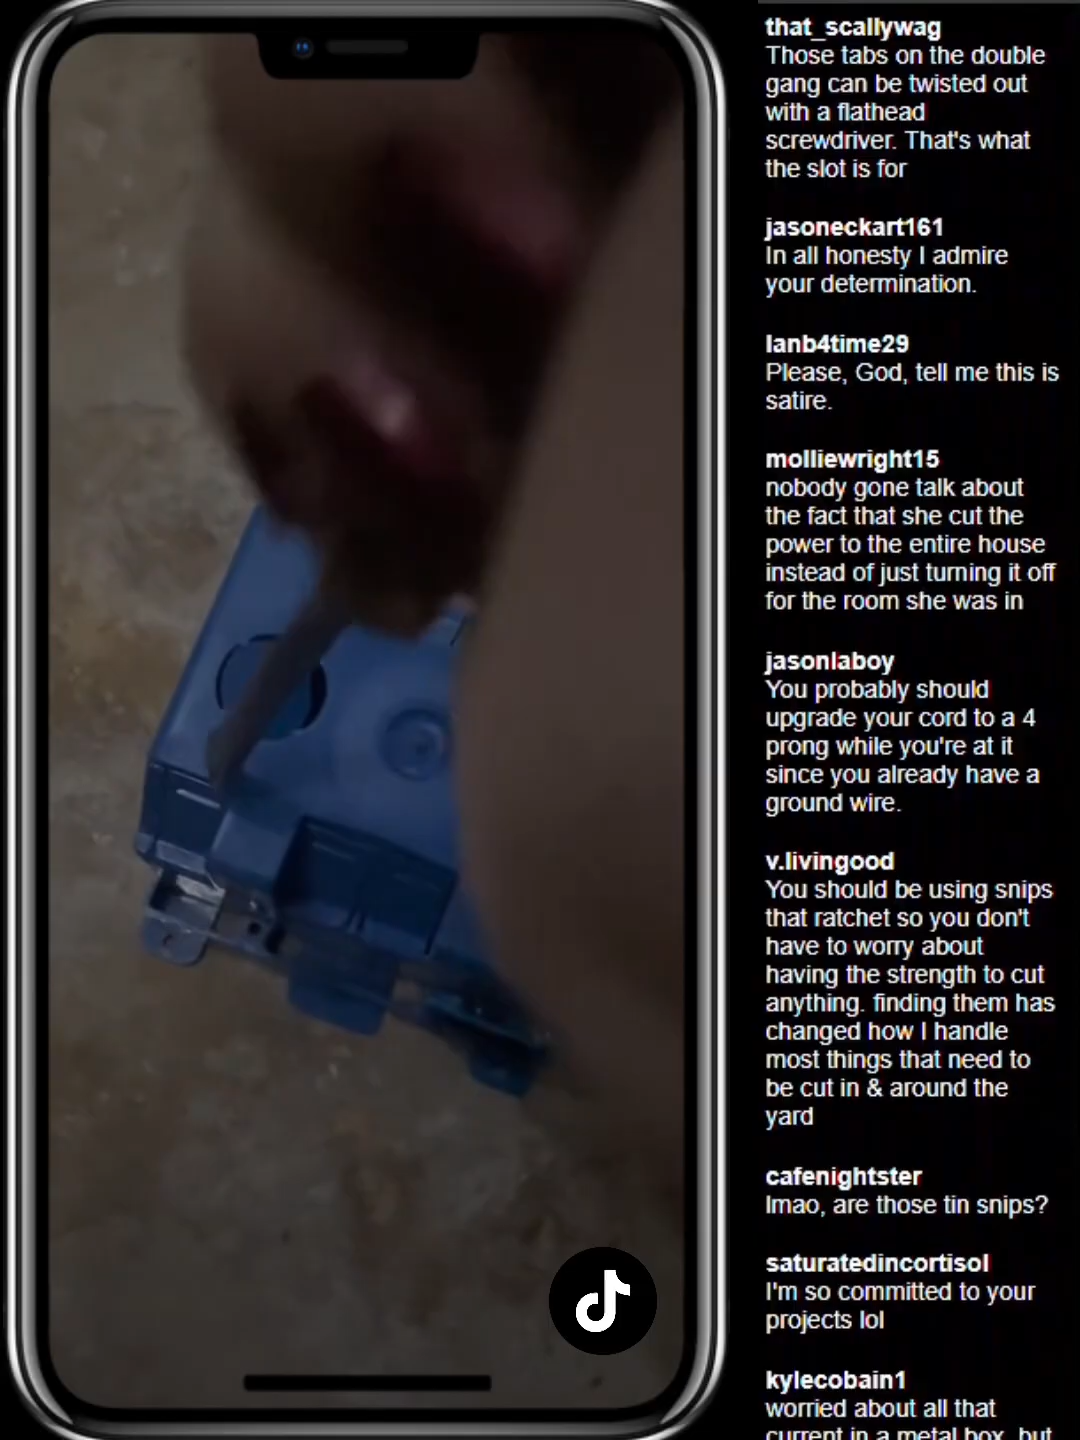 that_scallywag
Those tabs on the double
gang can be twisted out
with a flathead
screwdriver. That's what
the slot is for
jasoneckart161
In all honesty I admire
your determination.
lanb4time29
Please, God, tell me this is
satire.
molliewright15
nobody gone talk about
the fact that she cut the
power to the entire house
instead of just turning it off
for the room she was in
jasonlaboy
You probably should
upgrade your cord to a 4
prong while you're at it
since you already have a
ground wire.
v.livingood
You should be using snips
that ratchet so you don't
have to worry about
having the strength to cut
anything. finding them has
changed how I handle
most things that need to
be cut in & around the
yard
cafenightster
lmao, are those tin snips?
saturatedincortisol
I'm so committed to your
projects lol
kylecobain1
worried about all that
current in a metal box, but